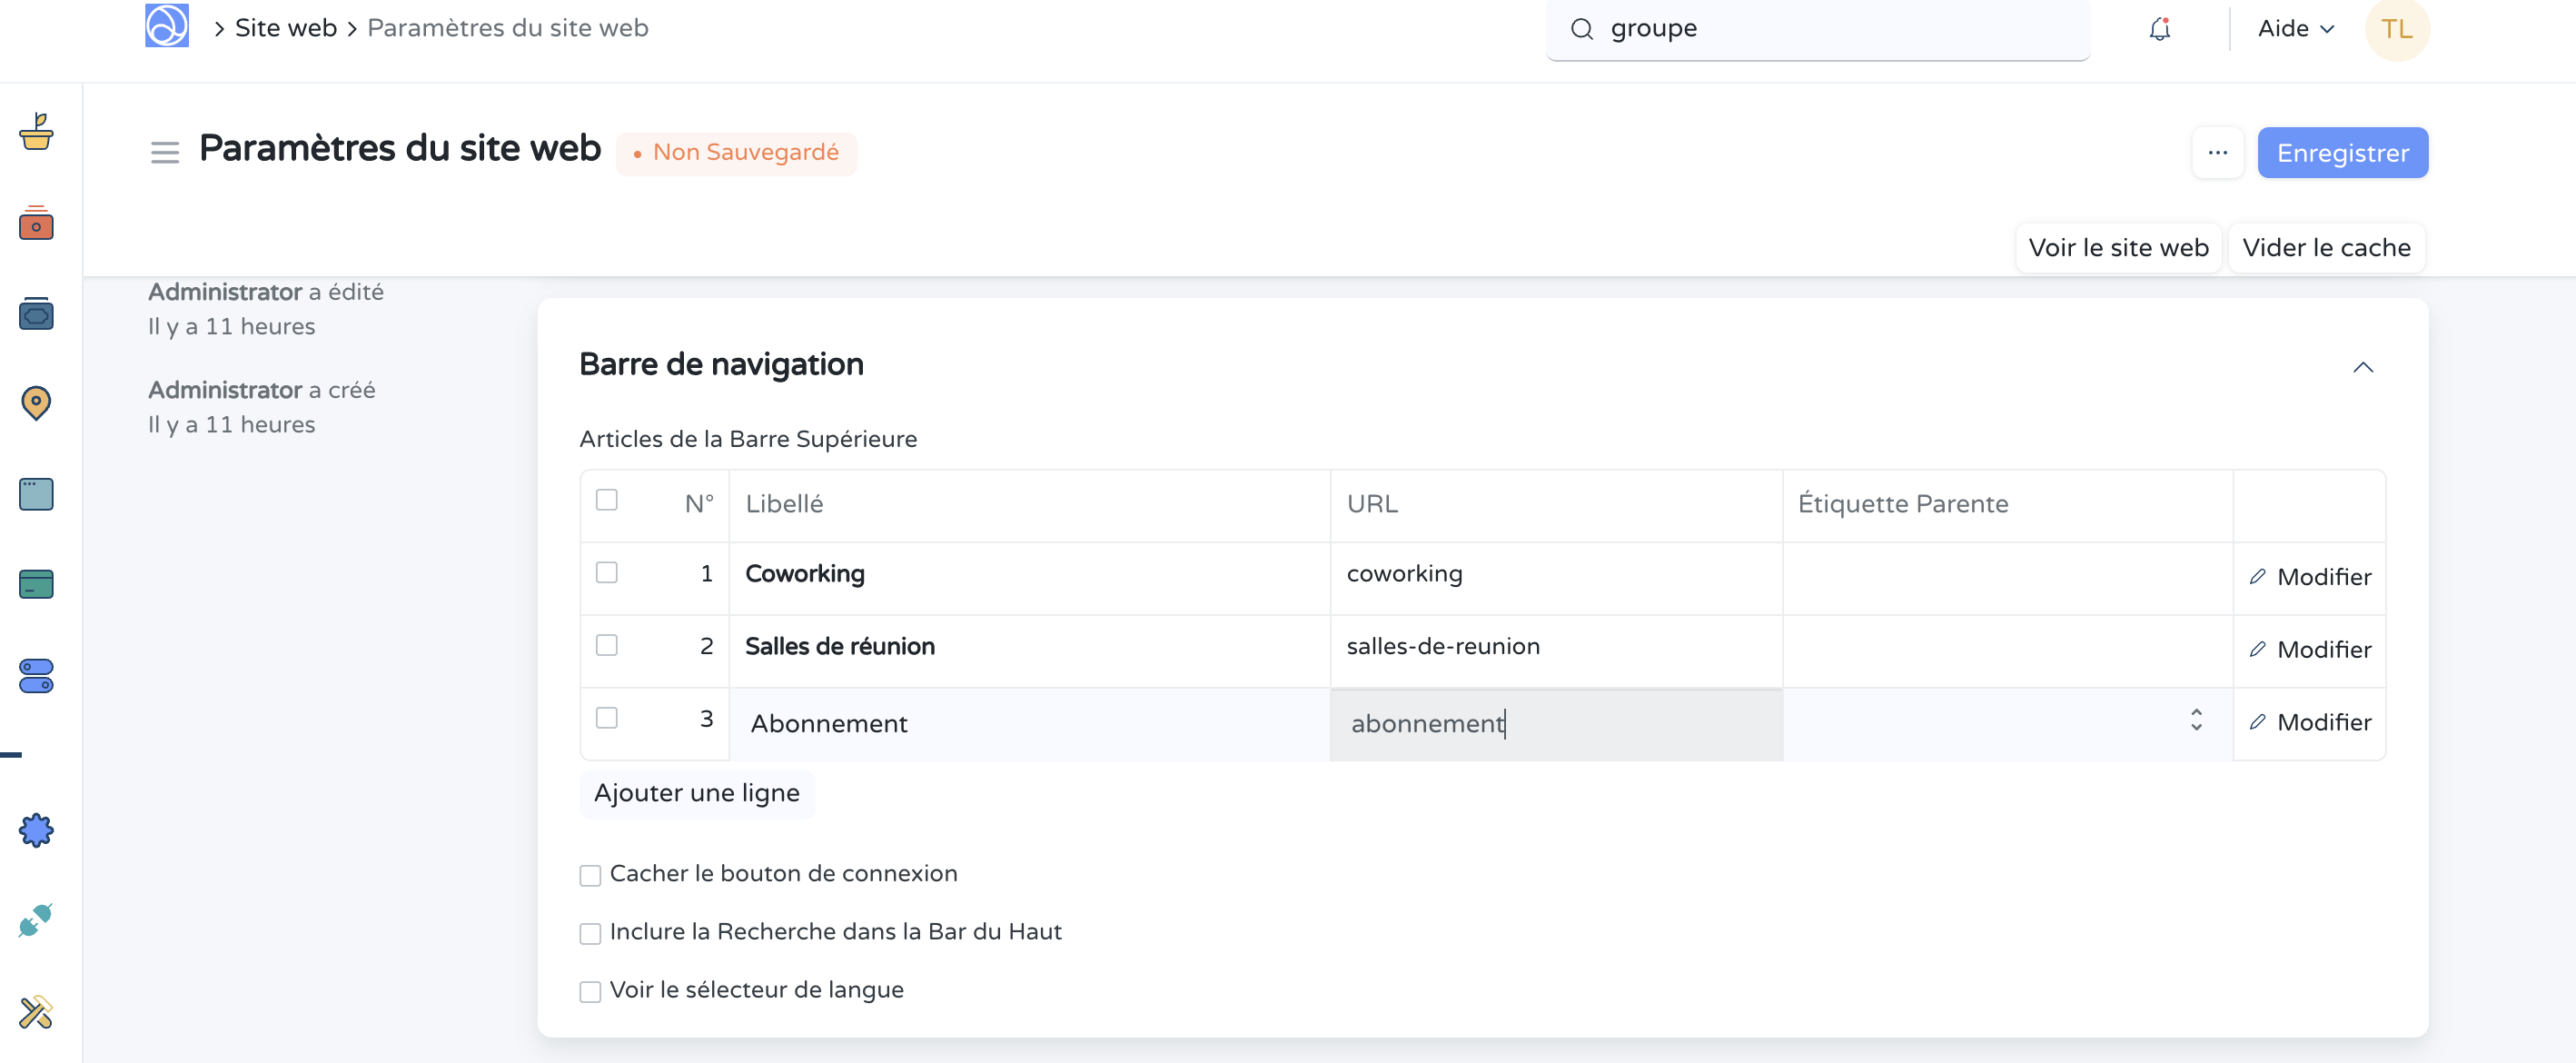 > Site web > Paramètres du site web
groupe
Aide
TL
Paramètres du site web
• Non Sauvegardé
...
Enregistrer
Voir le site web
Vider le cache
Administrator a édité
Il y a 11 heures
Administrator a créé
Il y a 11 heures
Barre de navigation
Articles de la Barre Supérieure
N° Libellé URL Étiquette Parente
1 Coworking coworking Modifier
2 Salles de réunion salles-de-reunion Modifier
3 Abonnement abonnement Modifier
Ajouter une ligne
Cacher le bouton de connexion
Inclure la Recherche dans la Bar du Haut
Voir le sélecteur de langue